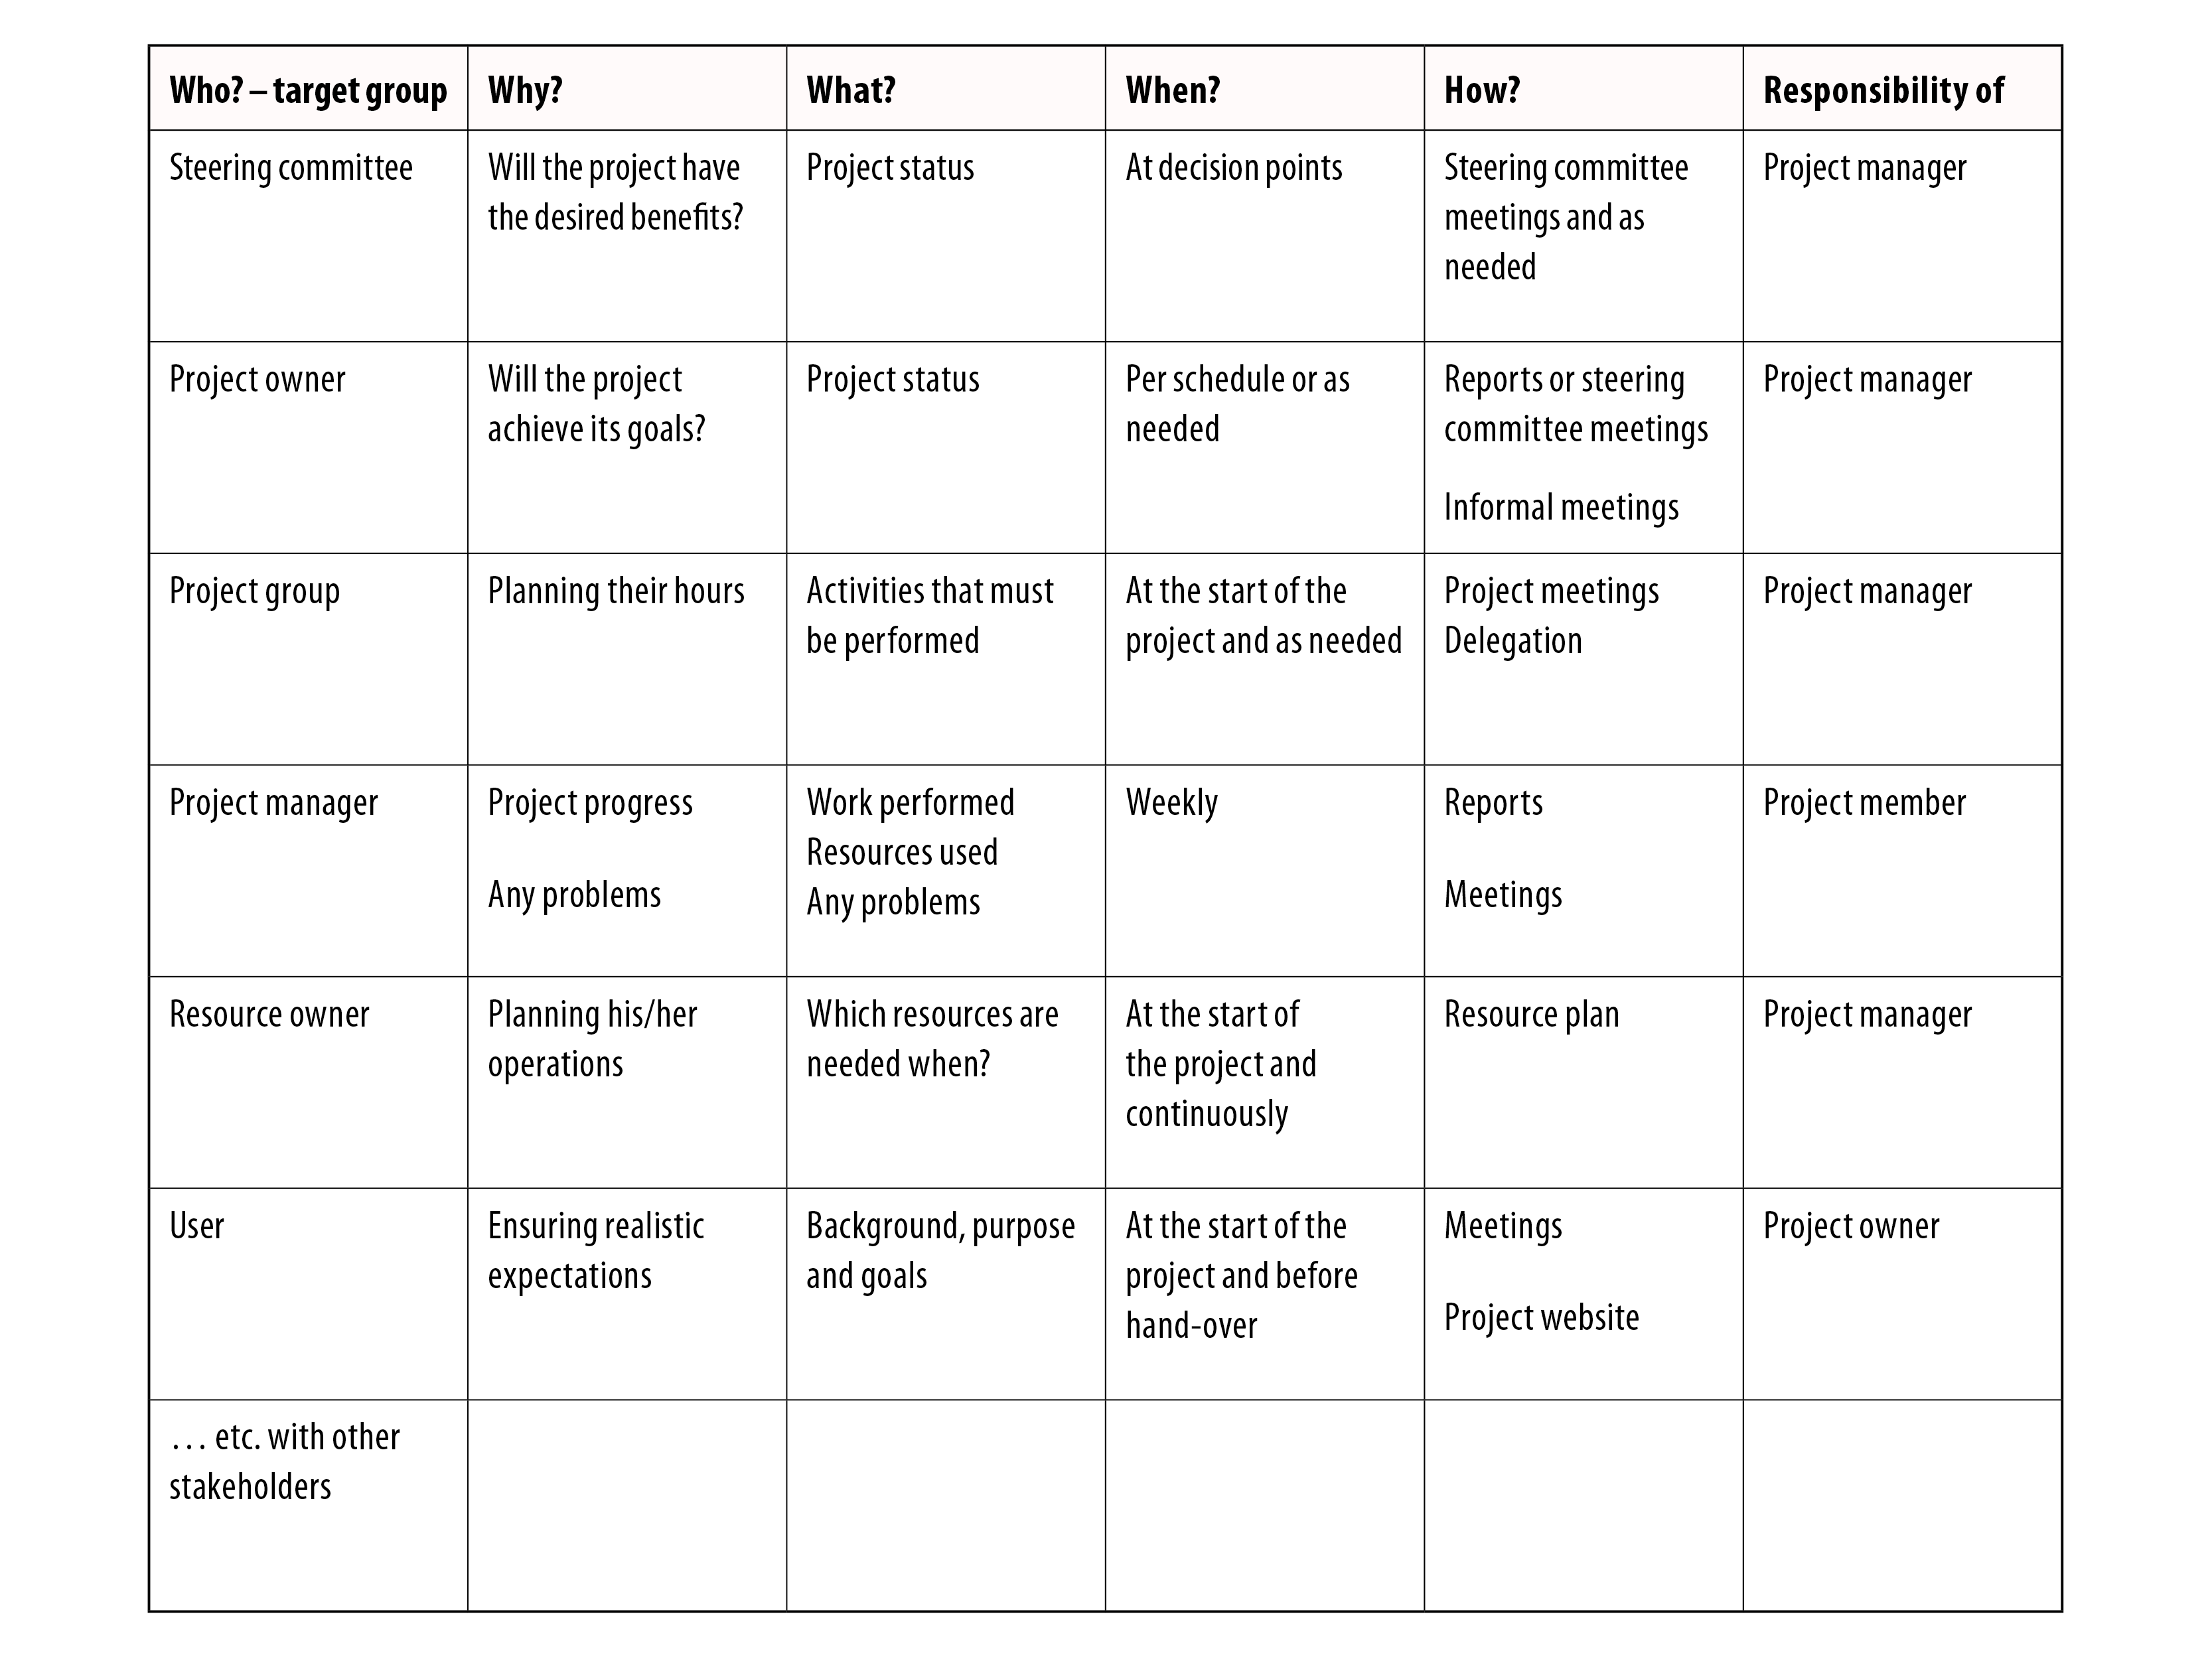 Who? – target group
Why?
What?
When?
How?
Responsibility of
Steering committee
Will the project have
the desired benefits?
Project status
At decision points
Steering committee
meetings and as
needed
Project manager
Project owner
Will the project
achieve its goals?
Project status
Per schedule or as
needed
Reports or steering
committee meetings
Informal meetings
Project manager
Project group
Planning their hours
Activities that must
be performed
At the start of the
project and as needed
Project meetings
Delegation
Project manager
Project manager
Project progress
Any problems
Work performed
Resources used
Any problems
Weekly
Reports
Meetings
Project member
Resource owner
Planning his/her
operations
Which resources are
needed when?
At the start of
the project and
continuously
Resource plan
Project manager
User
Ensuring realistic
expectations
Background, purpose
and goals
At the start of the
project and before
hand-over
Meetings
Project website
Project owner
… etc. with other
stakeholders